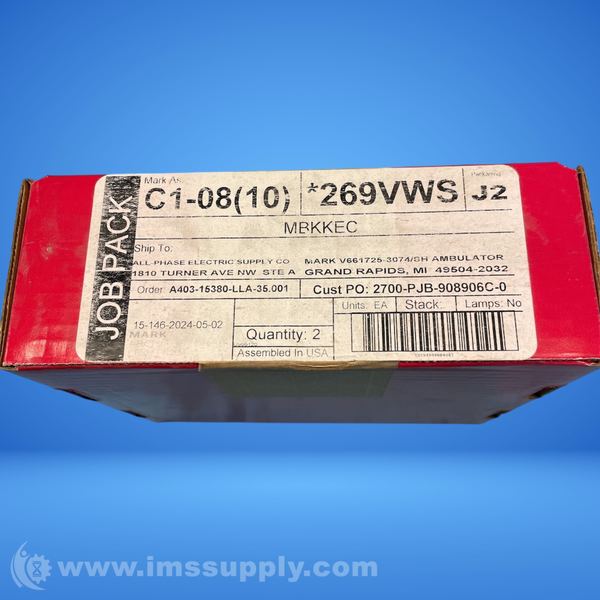 JOB PACK
Mark As:
C1-08(10)
*269VWS
Packaging
J2
MBKKEC
Ship To:
ALL-PHASE ELECTRIC SUPPLY CO MARK V661725-3074/SH AMBULATOR
1810 TURNER AVE NW STE A GRAND RAPIDS, MI 49504-2032
Order: A403-15380-LLA-35.001
Cust PO: 2700-PJB-908906C-0
15-146-2024-05-02
MARK
Quantity: 2
Assembled In USA
Units: EA
Stack:
Lamps: No
www.imssupply.com